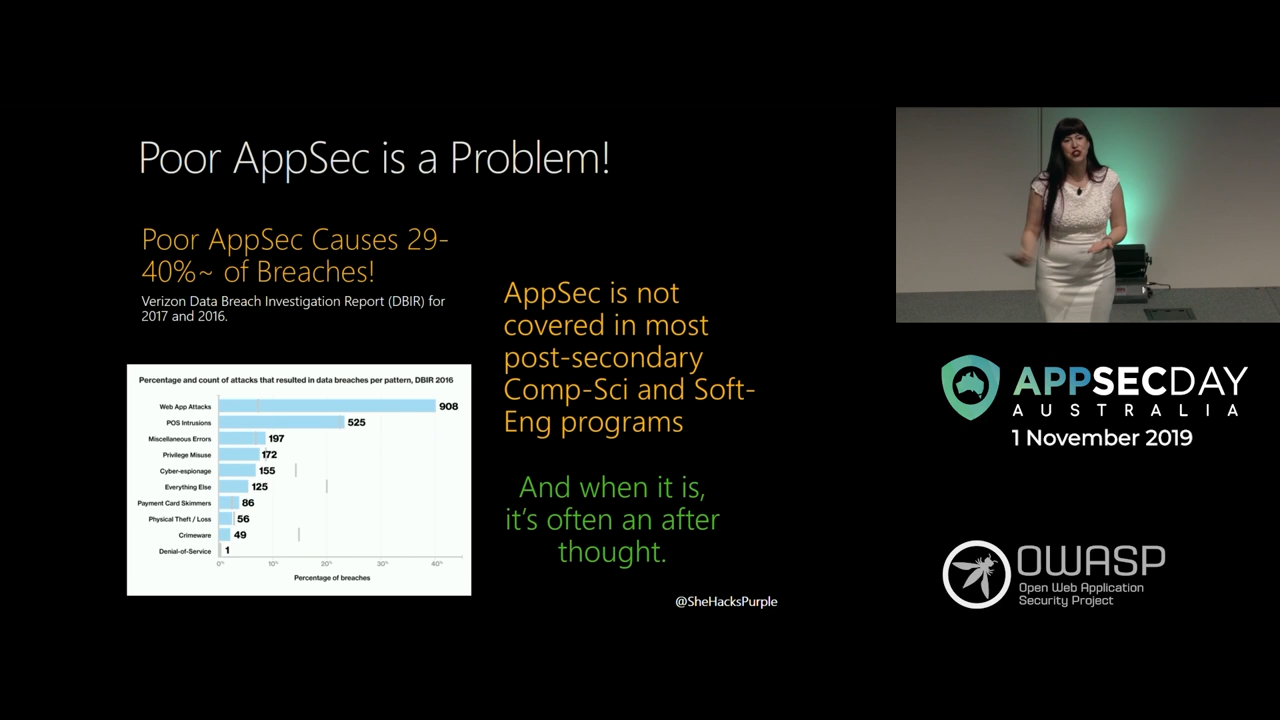 Poor AppSec is a Problem!
Poor AppSec Causes 29-
40%~ of Breaches!
Verizon Data Breach Investigation Report (DBIR) for
2017 and 2016.
Percentage and count of attacks that resulted in data breaches per pattern, DBIR 2016
Web App Attacks 908
POS Intrusions 525
Miscellaneous Errors 197
Privilege Misuse 172
Cyber-espionage 155
Everything Else 125
Payment Card Skimmers 86
Physical Theft / Loss 56
Crimeware 49
Denial-of-Service 1
0% 10% 20% 30% 40%
Percentage of breaches
AppSec is not
covered in most
post-secondary
Comp-Sci and Soft-
Eng programs
And when it is,
it's often an after
thought.
@SheHacksPurple
APPSECDAY
AUSTRALIA
1 November 2019
OWASP
Open Web Application
Security Project